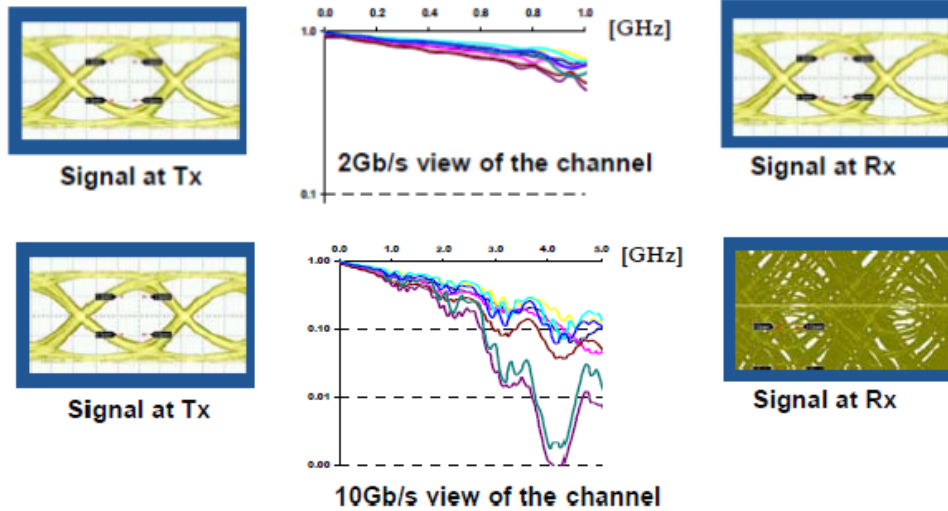 0.0 0.2 0.4 0.6 0.8 1.0
[GHz]
1.0
0.1
Signal at Tx
2Gb/s view of the channel
Signal at Rx
0.0 1.0 2.0 3.0 4.0 5.0
[GHz]
1.00
0.10
0.01
0.00
Signal at Tx
Signal at Rx
10Gb/s view of the channel